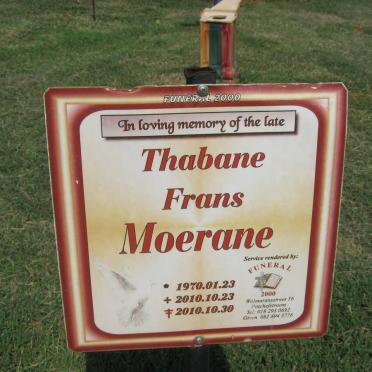 FUNERAL 2000
In loving memory of the late
Thabane
Frans
Moerane
* 1970.01.23
+ 2010.10.23
‡ 2010.10.30
Service rendered by:
FUNERAL
2000
Potchefstroom